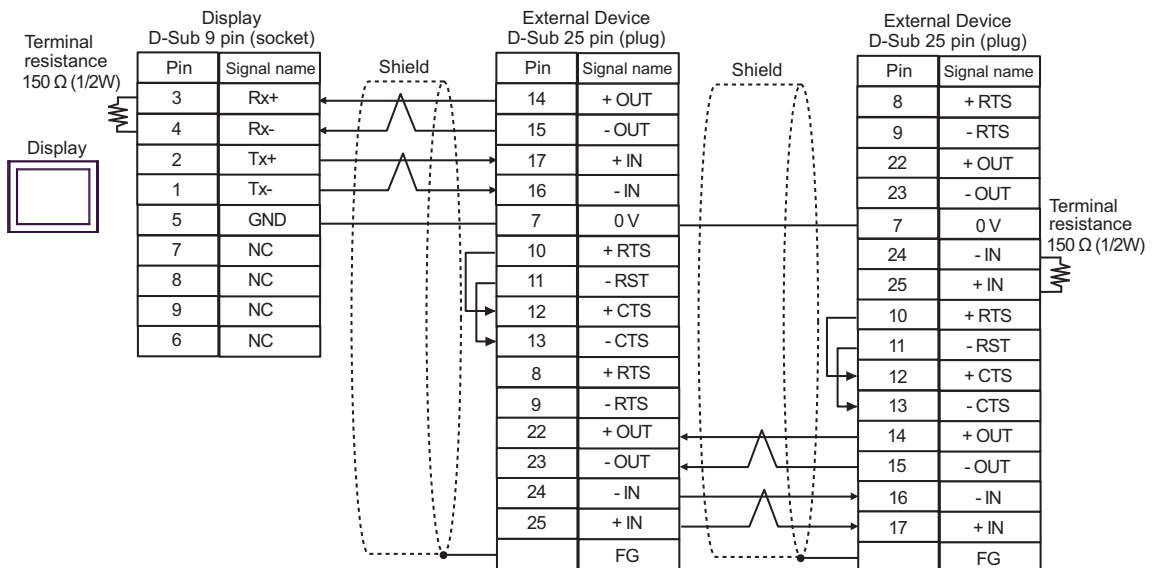 Display
D-Sub 9 pin (socket)
External Device
D-Sub 25 pin (plug)
External Device
D-Sub 25 pin (plug)
Terminal
resistance
150 Ω (1/2W)
Display
Shield
Shield
Terminal
resistance
150 Ω (1/2W)
Pin Signal name
3 Rx+
4 Rx-
2 Tx+
1 Tx-
5 GND
7 NC
8 NC
9 NC
6 NC
Pin Signal name
14 + OUT
15 - OUT
17 + IN
16 - IN
7 0 V
10 + RTS
11 - RST
12 + CTS
13 - CTS
8 + RTS
9 - RTS
22 + OUT
23 - OUT
24 - IN
25 + IN
FG
Pin Signal name
8 + RTS
9 - RTS
22 + OUT
23 - OUT
7 0 V
24 - IN
25 + IN
10 + RTS
11 - RST
12 + CTS
13 - CTS
14 + OUT
15 - OUT
16 - IN
17 + IN
FG